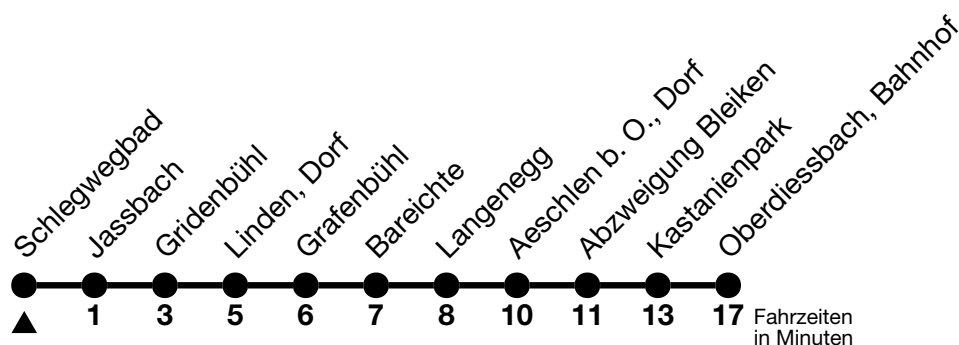 Schlegwegbad
Jassbach
Gridenbühl
Linden, Dorf
Grafenbühl
Bareichte
Langenegg
Aeschlen b. O., Dorf
Abzweigung Bleiken
Kastanienpark
Oberdiessbach, Bahnhof
1 3 5 6 7 8 10 11 13 17 Fahrzeiten
in Minuten